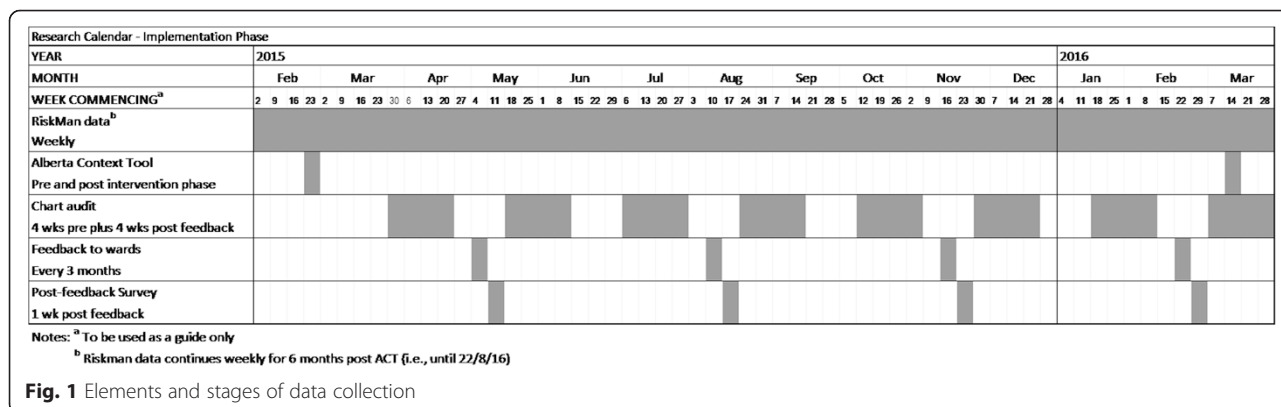 Research Calendar - Implementation Phase
YEAR 2015 2016
MONTH Feb Mar Apr May Jun Jul Aug Sep Oct Nov Dec Jan Feb Mar
WEEK COMMENCINGᵃ 2 9 16 23 2 9 16 23 30 6 13 20 27 4 11 18 25 1 8 15 22 29 6 13 20 27 3 10 17 24 31 7 14 21 28 5 12 19 26 2 9 16 23 30 7 14 21 28 4 11 18 25 1 8 15 22 29 7 14 21 28
RiskMan dataᵇ
Weekly
Alberta Context Tool
Pre and post intervention phase
Chart audit
4 wks pre plus 4 wks post feedback
Feedback to wards
Every 3 months
Post-feedback Survey
1 wk post feedback
Notes: ᵃ To be used as a guide only
ᵇ Riskman data continues weekly for 6 months post ACT (i.e., until 22/8/16)
Fig. 1 Elements and stages of data collection